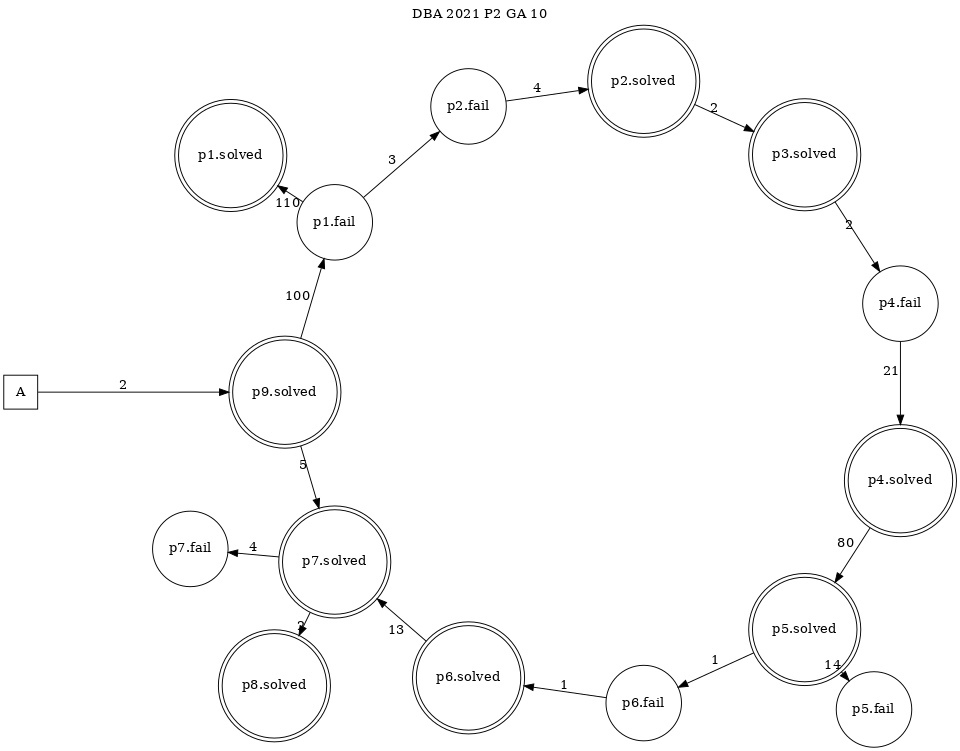 DBA 2021 P2 GA 10
p2.solved
4
p2.fail
2
p3.solved
p1.solved
3
110
p1.fail
2
100
p4.fail
21
A
2
p9.solved
5
p4.solved
80
p7.fail
4
p7.solved
13
p5.solved
p8.solved
p6.solved
1
14
1
p6.fail
p5.fail